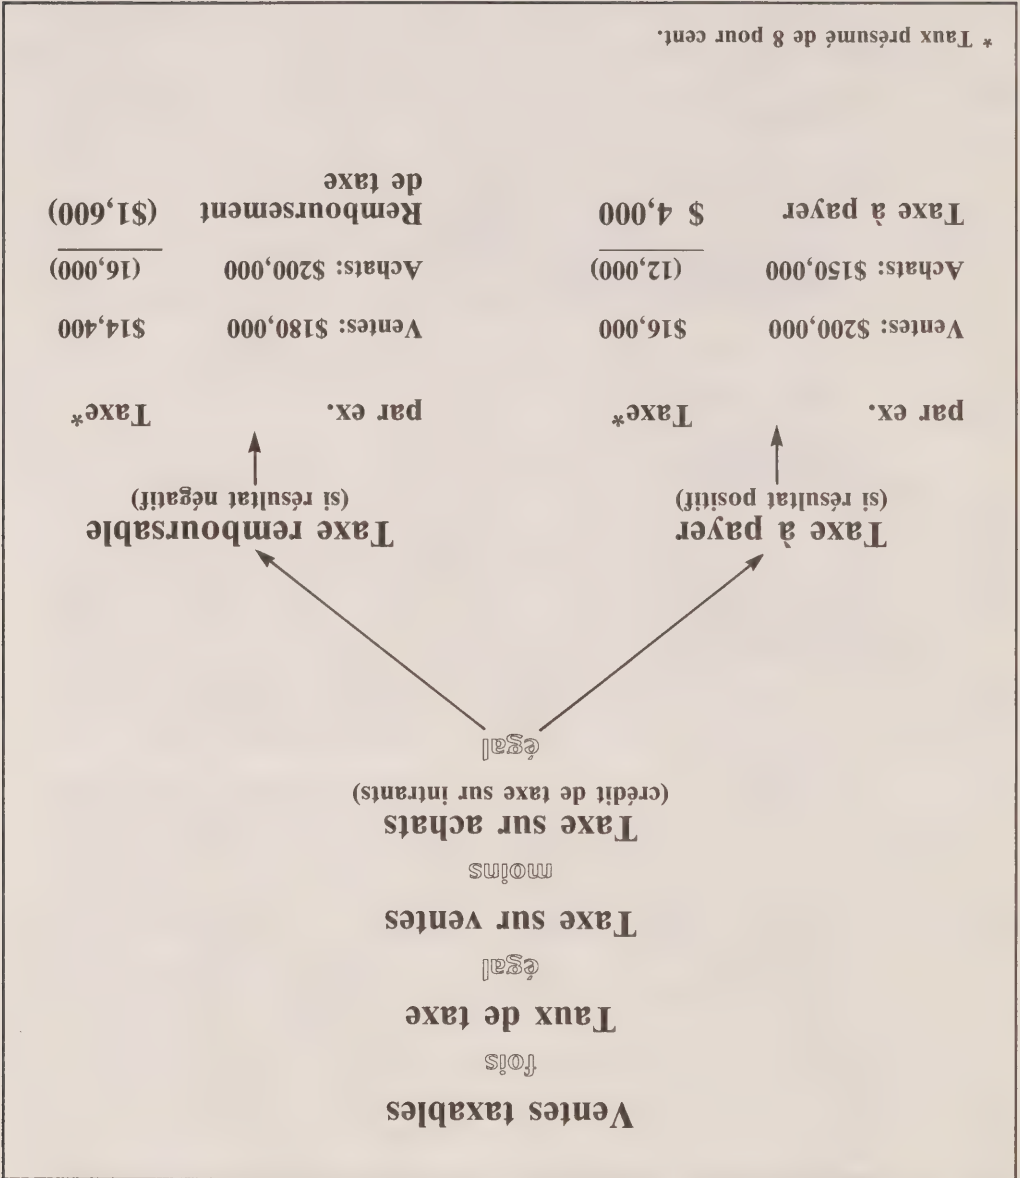 Ventes taxables
fois
Taux de taxe
égal
Taxe sur ventes
moins
Taxe sur achats
(crédit de taxe sur intrants)
égal
Taxe à payer
(si résultat positif)
par ex. Taxe*
Ventes: $200,000 $16,000
Achats: $150,000 (12,000)
Taxe à payer $ 4,000
Taxe remboursable
(si résultat négatif)
par ex. Taxe*
Ventes: $180,000 $14,400
Achats: $200,000 (16,000)
Remboursement ($1,600)
de taxe
* Taux présumé de 8 pour cent.